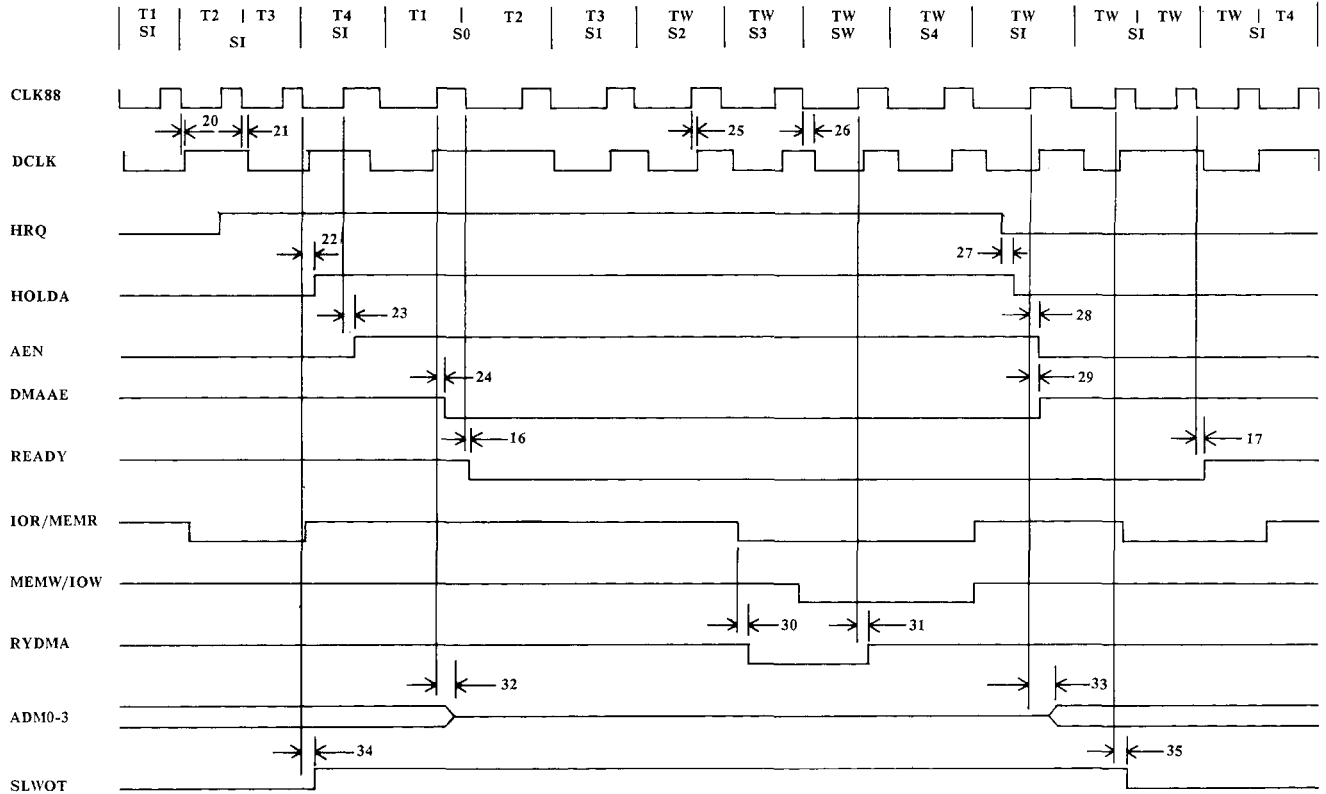 T1 T2 T3 T4 T1 T2 T3 TW TW TW TW TW TW TW TW T4
SI SI SI S0 S1 S2 S3 SW S4 SI SI SI
CLK88
20 21 25 26
DCLK
HRQ
22 27
HOLDA
23 28
AEN
24 29
DMAAE
16 17
READY
IOR/MEMR
MEMW/IOW
30 31
RYDMA
32 33
ADM0-3
34 35
SLWOT